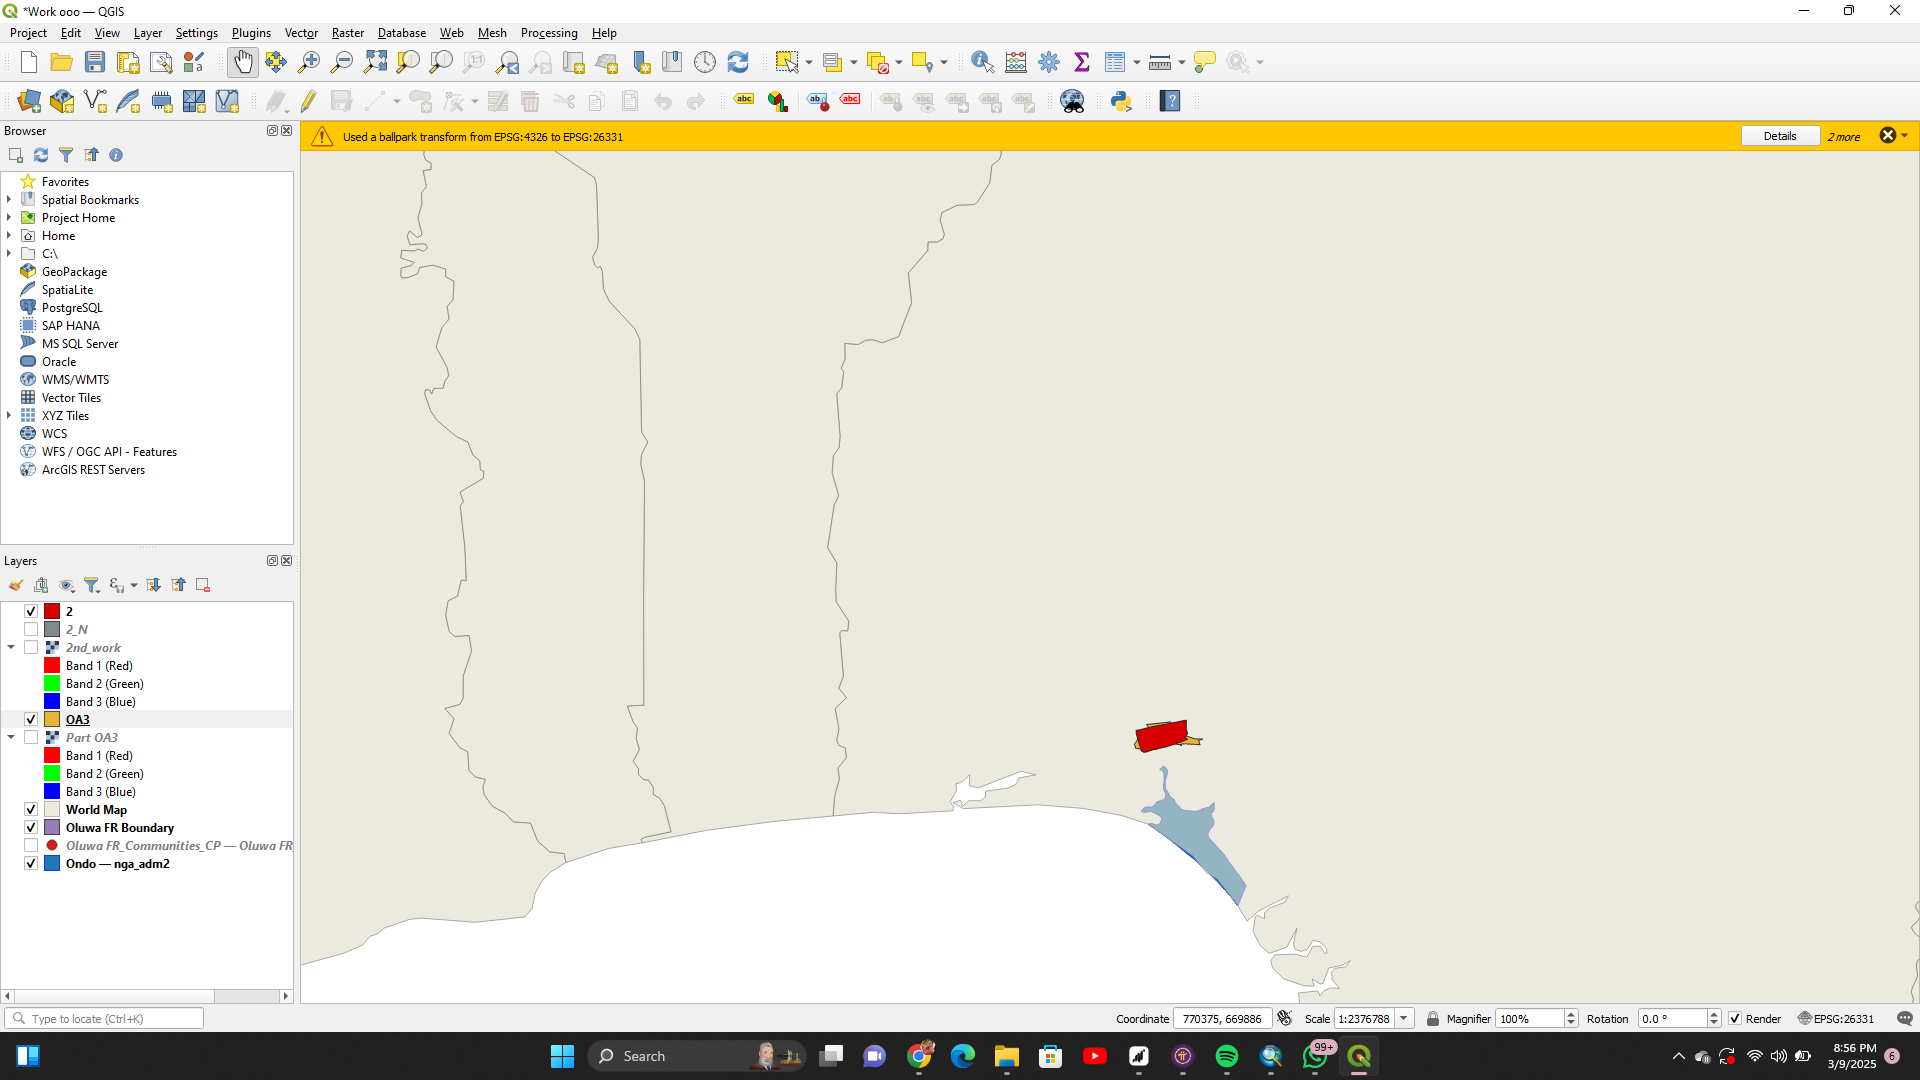 *Work ooo — QGIS
Project Edit View Layer Settings Plugins Vector Raster Database Web Mesh Processing Help
Browser
Used a ballpark transform from EPSG:4326 to EPSG:26331
Details
2 more
Favorites
Spatial Bookmarks
Project Home
Home
C:\
GeoPackage
SpatiaLite
PostgreSQL
SAP HANA
MS SQL Server
Oracle
WMS/WMTS
Vector Tiles
XYZ Tiles
WCS
WFS / OGC API - Features
ArcGIS REST Servers
Layers
2
2_N
2nd_work
Band 1 (Red)
Band 2 (Green)
Band 3 (Blue)
OA3
Part OA3
Band 1 (Red)
Band 2 (Green)
Band 3 (Blue)
World Map
Oluwa FR Boundary
Oluwa FR_Communities_CP — Oluwa FR
Ondo — nga_adm2
Type to locate (Ctrl+K)
Coordinate 770375, 669886 Scale 1:2376788 Magnifier 100% Rotation 0.0 ° Render EPSG:26331
Search
99+
8:56 PM
3/9/2025
6